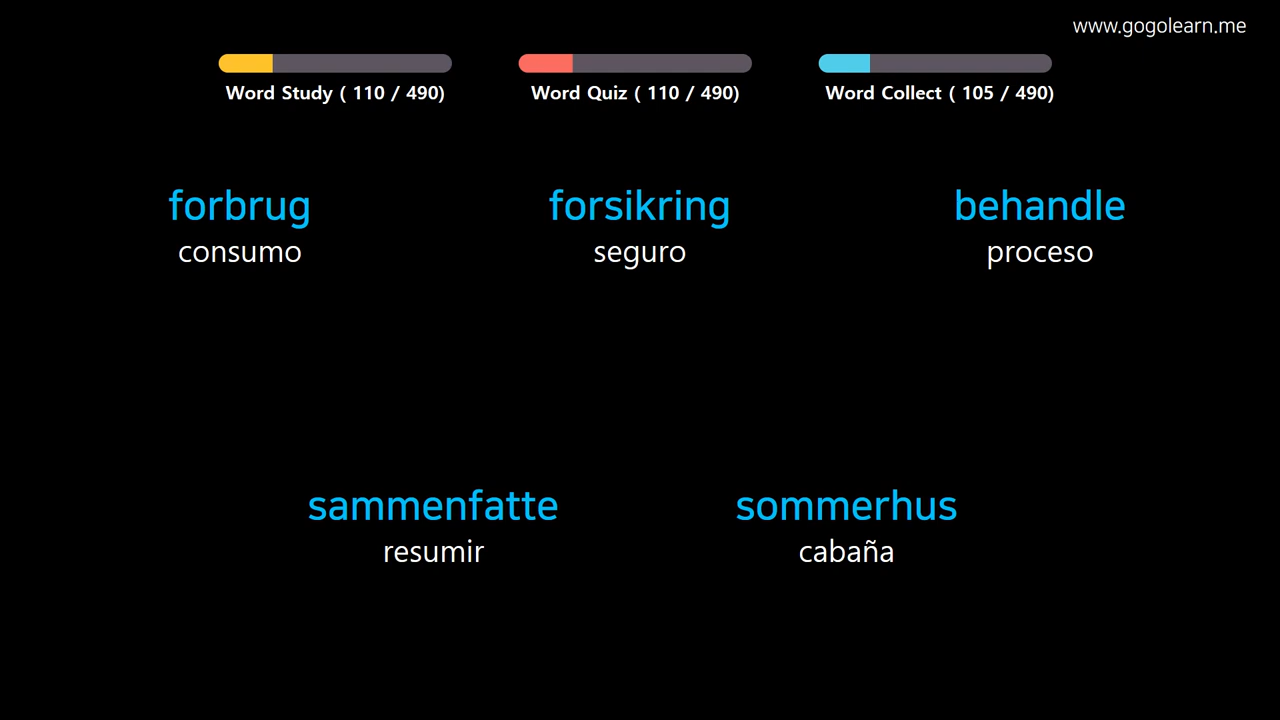 www.gogolearn.me
Word Study ( 110 / 490)
Word Quiz ( 110 / 490)
Word Collect ( 105 / 490)
forbrug
consumo
forsikring
seguro
behandle
proceso
sammenfatte
resumir
sommerhus
cabaña